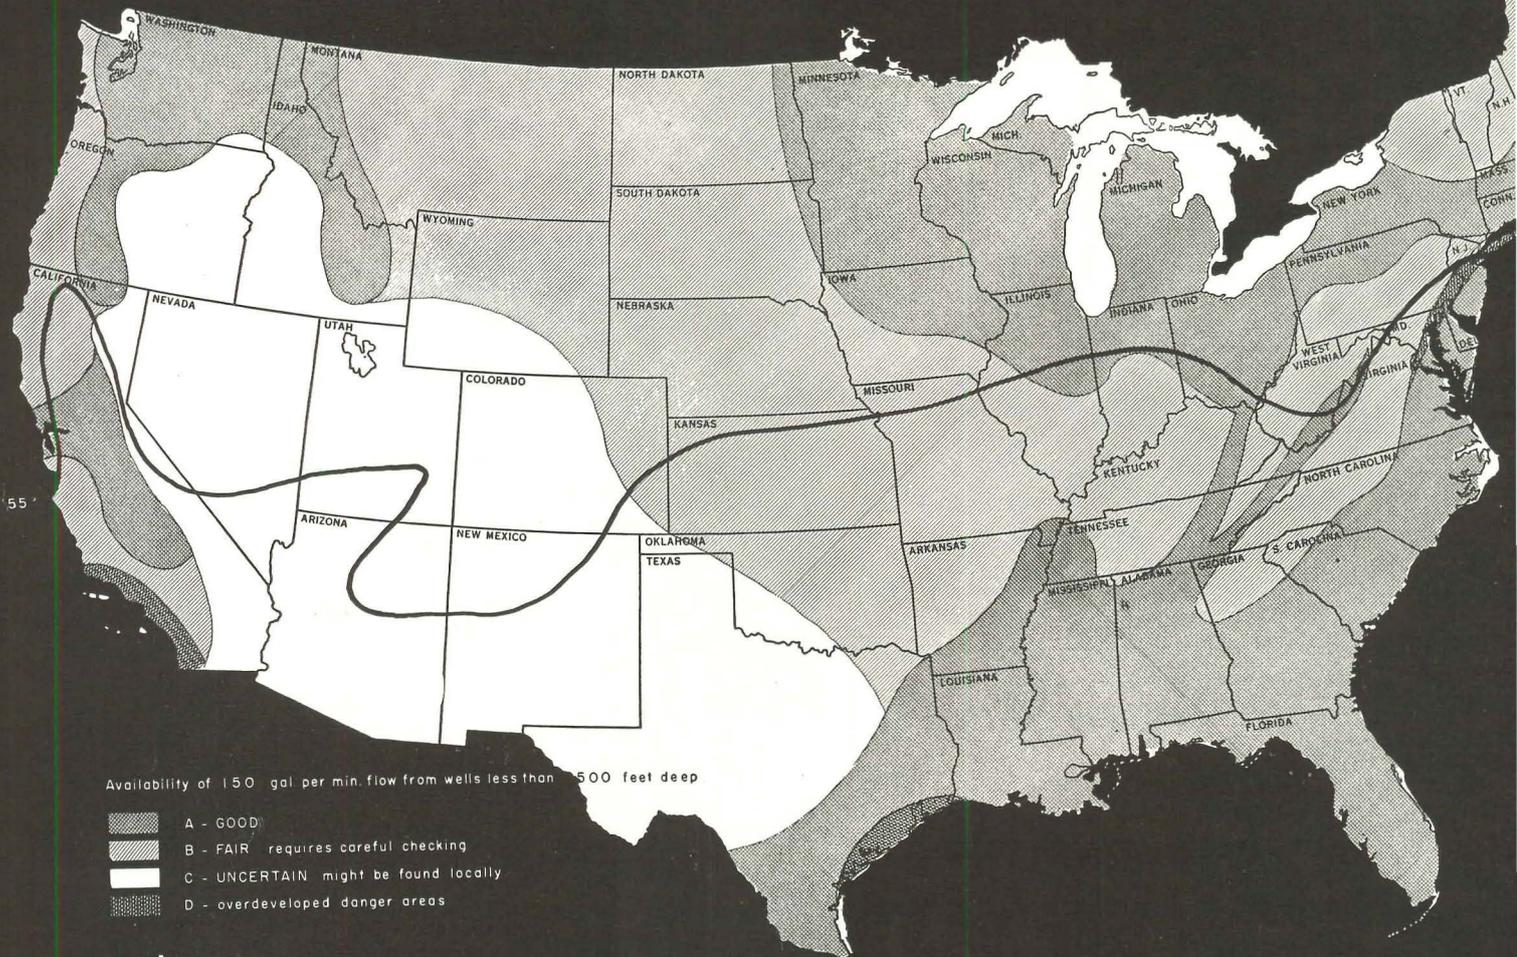 WASHINGTON
MONTANA
NORTH DAKOTA
MINNESOTA
VT.
N.H
IDAHO
OREGON
MICH.
WISCONSIN
SOUTH DAKOTA
MICHIGAN
MASS
NEW YORK
CONN.
WYOMING
PENNSYLVANIA
N.J.
CALIFORNIA
IOWA
NEVADA
NEBRASKA
ILLINOIS
INDIANA
OHIO
UTAH
MD.
DEL
WEST
VIRGINIA
VIRGINIA
COLORADO
MISSOURI
KANSAS
KENTUCKY
NORTH CAROLINA
55°
ARIZONA
NEW MEXICO
OKLAHOMA
TENNESSEE
ARKANSAS
S. CAROLINA
TEXAS
GEORGIA
MISSISSIPPI
ALABAMA
LOUISIANA
FLORIDA
Availability of 150 gal per min. flow from wells less than 500 feet deep
A - GOOD
B - FAIR requires careful checking
C - UNCERTAIN might be found locally
D - overdeveloped danger areas